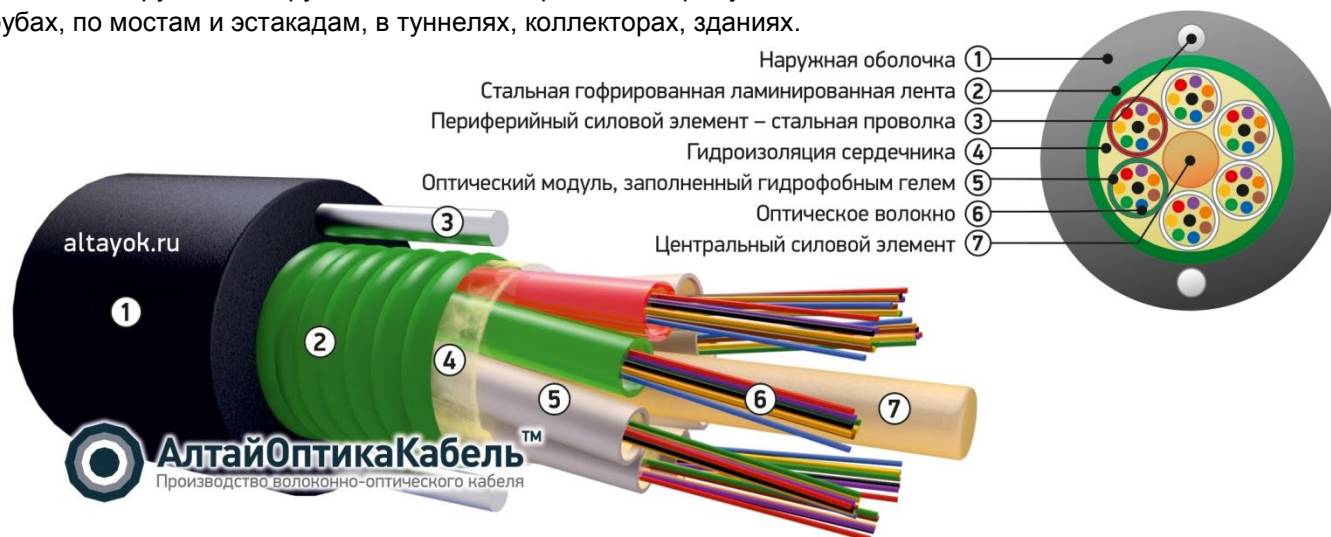 рубах, по мостам и эстакадам, в туннелях, коллекторах, зданиях.
Наружная оболочка 1
Стальная гофрированная ламинированная лента 2
Периферийный силовой элемент – стальная проволка 3
Гидроизоляция сердечника 4
Оптический модуль, заполненный гидрофобным гелем 5
Оптическое волокно 6
Центральный силовой элемент 7
altayok.ru
1
2
3
4
5
6
7
АлтайОптикаКабель™
Производство волоконно-оптического кабеля